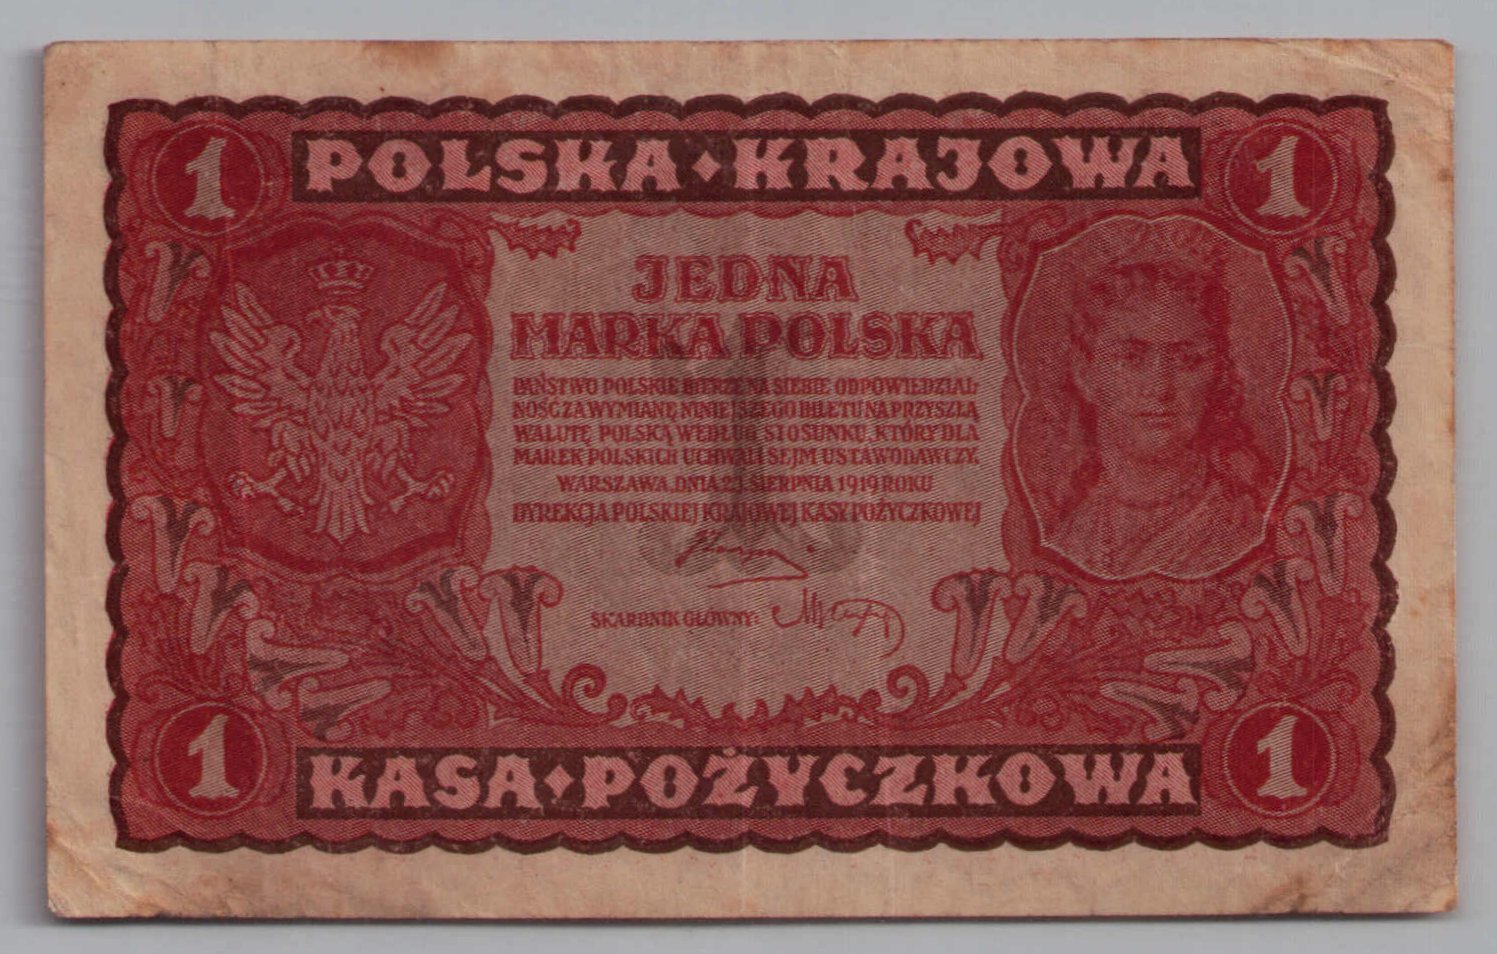 1 POLSKA·KRAJOWA 1
JEDNA
MARKA POLSKA
PAŃSTWO POLSKIE BIERZE NA SIEBIE ODPOWIEDZIAL-
NOŚĆ ZA WYMIANĘ NINIEJSZEGO BILETU NA PRZYSZŁĄ
WALUTĘ POLSKĄ WEDŁUG STOSUNKU, KTÓRY DLA
MAREK POLSKICH UCHWALI SEJM USTAWODAWCZY.
WARSZAWA, DNIA 23 SIERPNIA 1919 ROKU
DYREKCJA POLSKIEJ KRAJOWEJ KASY POŻYCZKOWEJ
SKARBNIK GŁÓWNY:
1 KASA·POŻYCZKOWA 1